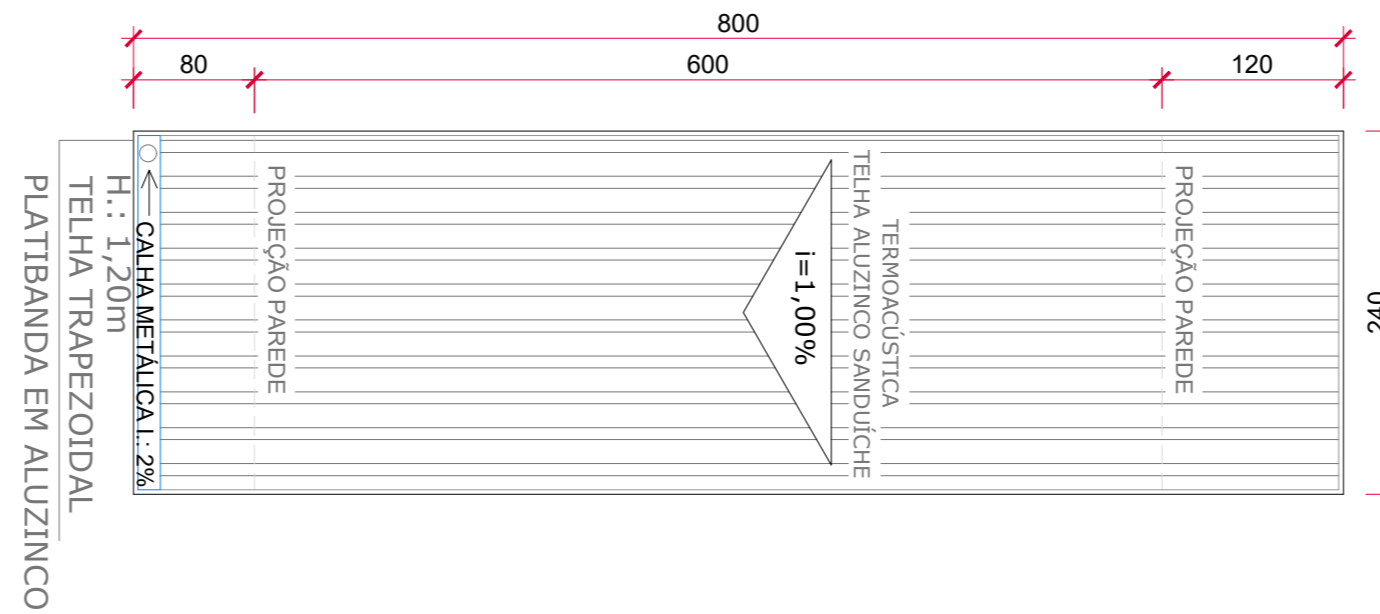 800
80
600
120
240
PLATIBANDA EM ALUZINCO
TELHA TRAPEZOIDAL
H.: 1,20m
CALHA METÁLICA I.: 2%
PROJEÇÃO PAREDE
i=1,00%
TELHA ALUZINCO SANDUÍCHE
TERMOACÚSTICA
PROJEÇÃO PAREDE